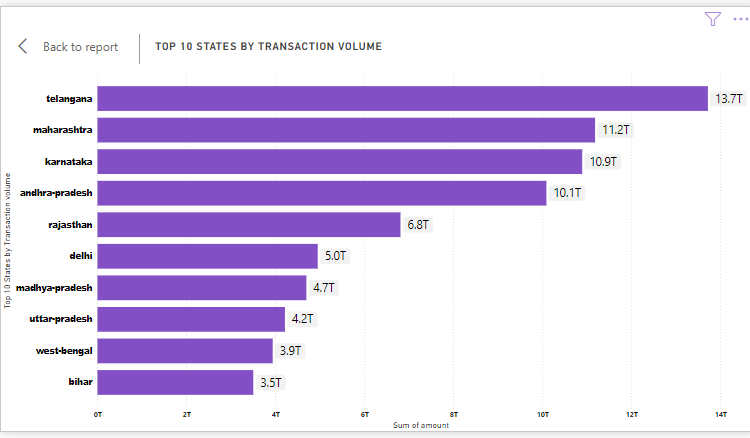 Back to report
TOP 10 STATES BY TRANSACTION VOLUME
Top 10 States by Transaction volume
telangana 13.7T
maharashtra 11.2T
karnataka 10.9T
andhra-pradesh 10.1T
rajasthan 6.8T
delhi 5.0T
madhya-pradesh 4.7T
uttar-pradesh 4.2T
west-bengal 3.9T
bihar 3.5T
0T 2T 4T 6T 8T 10T 12T 14T
Sum of amount